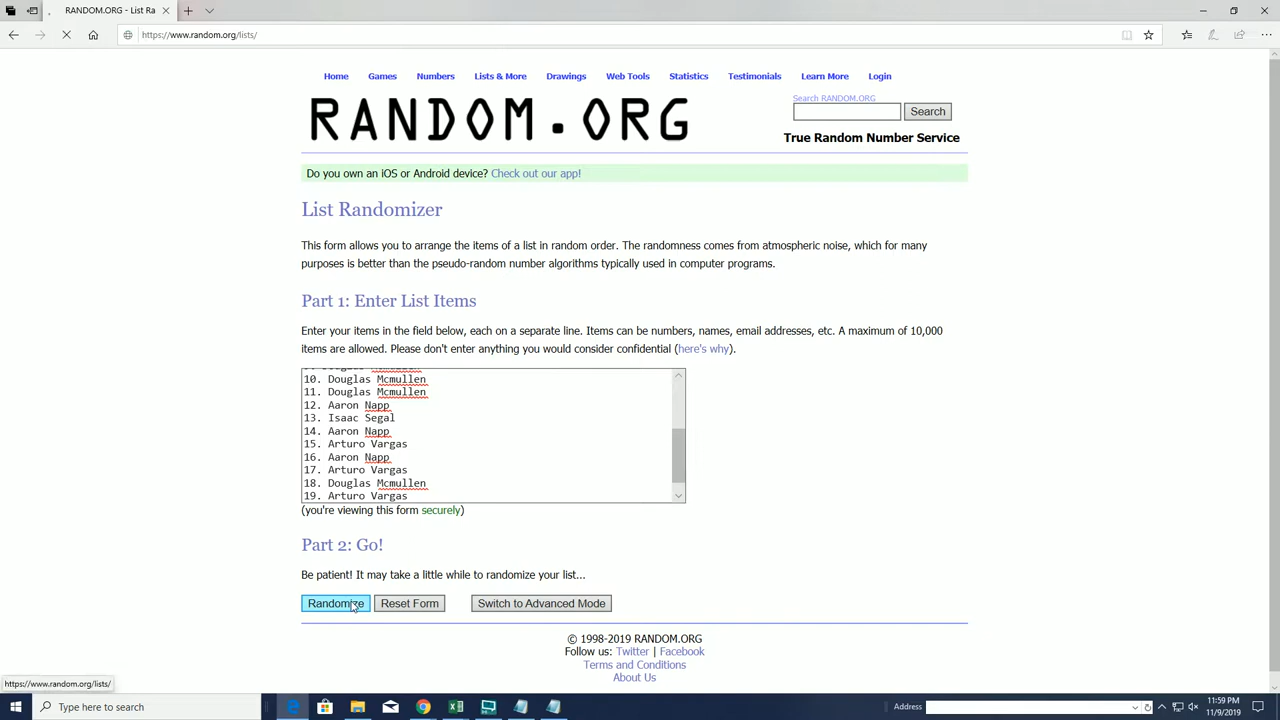 RANDOM.ORG - List Ra
https://www.random.org/lists/
Home Games Numbers Lists & More Drawings Web Tools Statistics Testimonials Learn More Login
RANDOM.ORG
Search RANDOM.ORG
Search
True Random Number Service
Do you own an iOS or Android device? Check out our app!
List Randomizer
This form allows you to arrange the items of a list in random order. The randomness comes from atmospheric noise, which for many
purposes is better than the pseudo-random number algorithms typically used in computer programs.
Part 1: Enter List Items
Enter your items in the field below, each on a separate line. Items can be numbers, names, email addresses, etc. A maximum of 10,000
items are allowed. Please don't enter anything you would consider confidential (here's why).
10. Douglas Mcmullen
11. Douglas Mcmullen
12. Aaron Napp
13. Isaac Segal
14. Aaron Napp
15. Arturo Vargas
16. Aaron Napp
17. Arturo Vargas
18. Douglas Mcmullen
19. Arturo Vargas
(you're viewing this form securely)
Part 2: Go!
Be patient! It may take a little while to randomize your list...
Randomize Reset Form Switch to Advanced Mode
© 1998-2019 RANDOM.ORG
Follow us: Twitter | Facebook
Terms and Conditions
About Us
https://www.random.org/lists/
Type here to search
Address
11:59 PM
11/9/2019